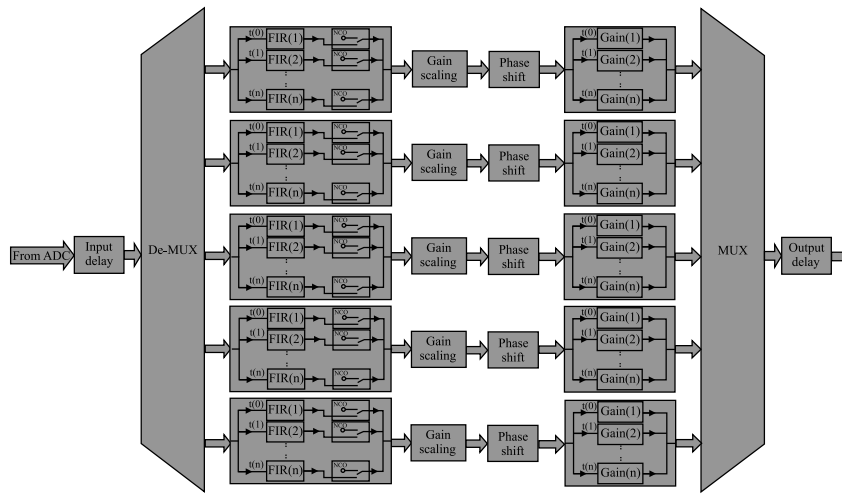 t(0) FIR(1) NCO
t(1) FIR(2) NCO
t(n) FIR(n) NCO
Gain
scaling
Phase
shift
t(0) Gain(1)
t(1) Gain(2)
t(n) Gain(n)
t(0) FIR(1) NCO
t(1) FIR(2) NCO
t(n) FIR(n) NCO
Gain
scaling
Phase
shift
t(0) Gain(1)
t(1) Gain(2)
t(n) Gain(n)
From ADC
Input
delay
De-MUX
t(0) FIR(1) NCO
t(1) FIR(2) NCO
t(n) FIR(n) NCO
Gain
scaling
Phase
shift
t(0) Gain(1)
t(1) Gain(2)
t(n) Gain(n)
MUX
Output
delay
t(0) FIR(1) NCO
t(1) FIR(2) NCO
t(n) FIR(n) NCO
Gain
scaling
Phase
shift
t(0) Gain(1)
t(1) Gain(2)
t(n) Gain(n)
t(0) FIR(1) NCO
t(1) FIR(2) NCO
t(n) FIR(n) NCO
Gain
scaling
Phase
shift
t(0) Gain(1)
t(1) Gain(2)
t(n) Gain(n)